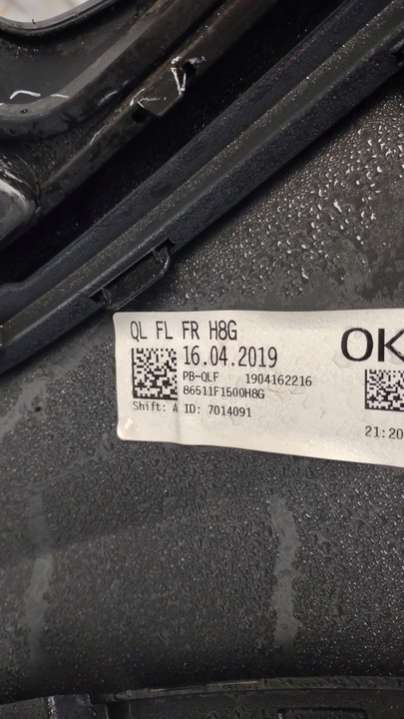 QL FL FR H8G
16.04.2019
OK
PB-QLF 1904162216
86511F1500H8G
Shift: A ID: 7014091
21:20